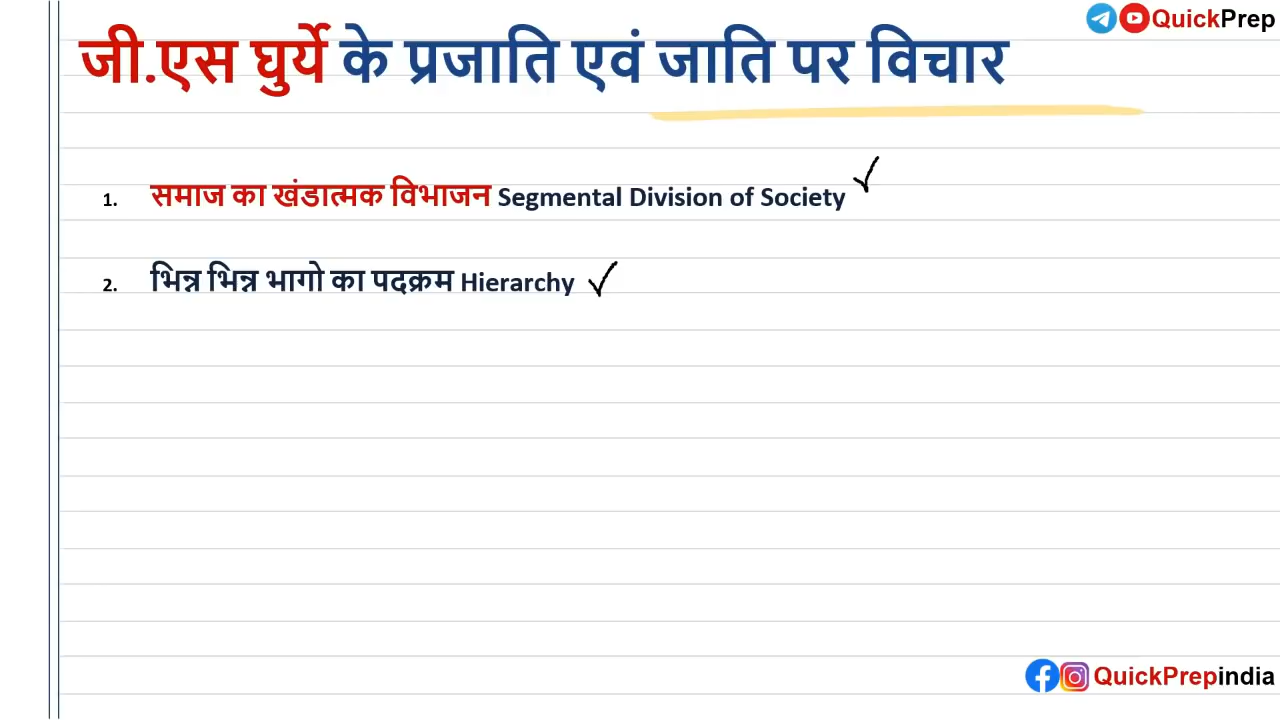 QuickPrep
जी.एस घुर्ये के प्रजाति एवं जाति पर विचार
1. समाज का खंडात्मक विभाजन Segmental Division of Society
2. भिन्न भिन्न भागो का पदक्रम Hierarchy
QuickPrepindia